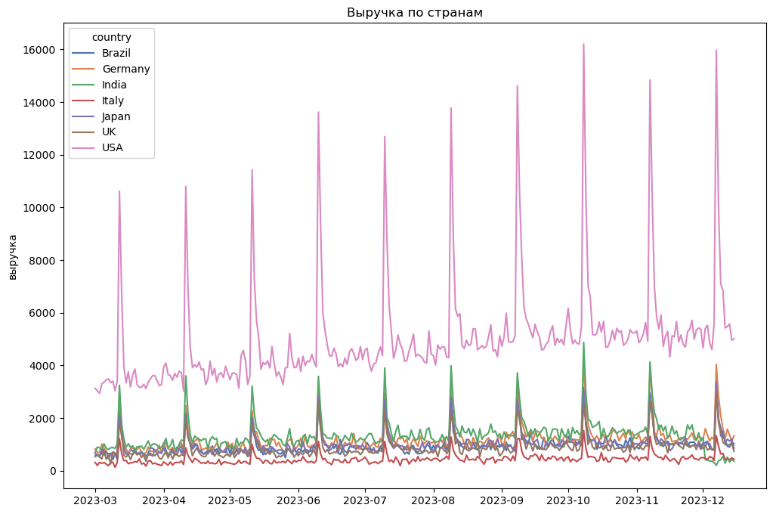 Выручка по странам
country
Brazil
Germany
India
Italy
Japan
UK
USA
выручка
16000
14000
12000
10000
8000
6000
4000
2000
0
2023-03
2023-04
2023-05
2023-06
2023-07
2023-08
2023-09
2023-10
2023-11
2023-12